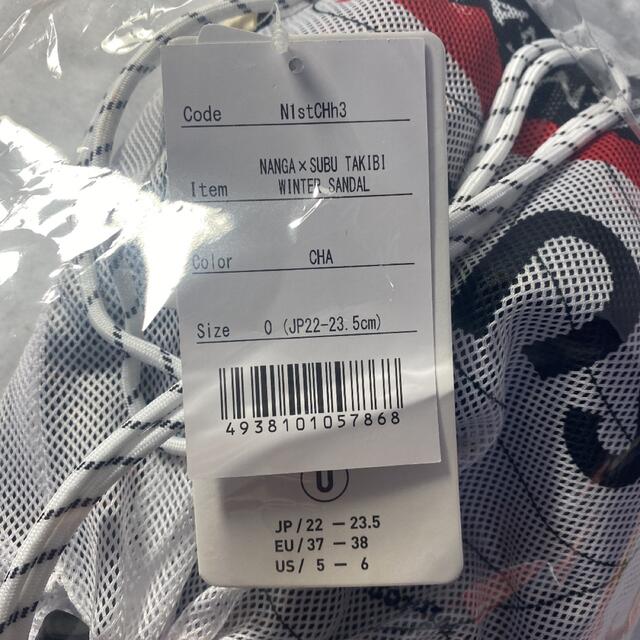 Code N1stCHh3
NANGA×SUBU TAKIBI
Item WINTER SANDAL
Color CHA
Size 0 (JP22-23.5cm)
4938101057868
U
JP / 22 — 23.5
EU / 37 — 38
US / 5 — 6